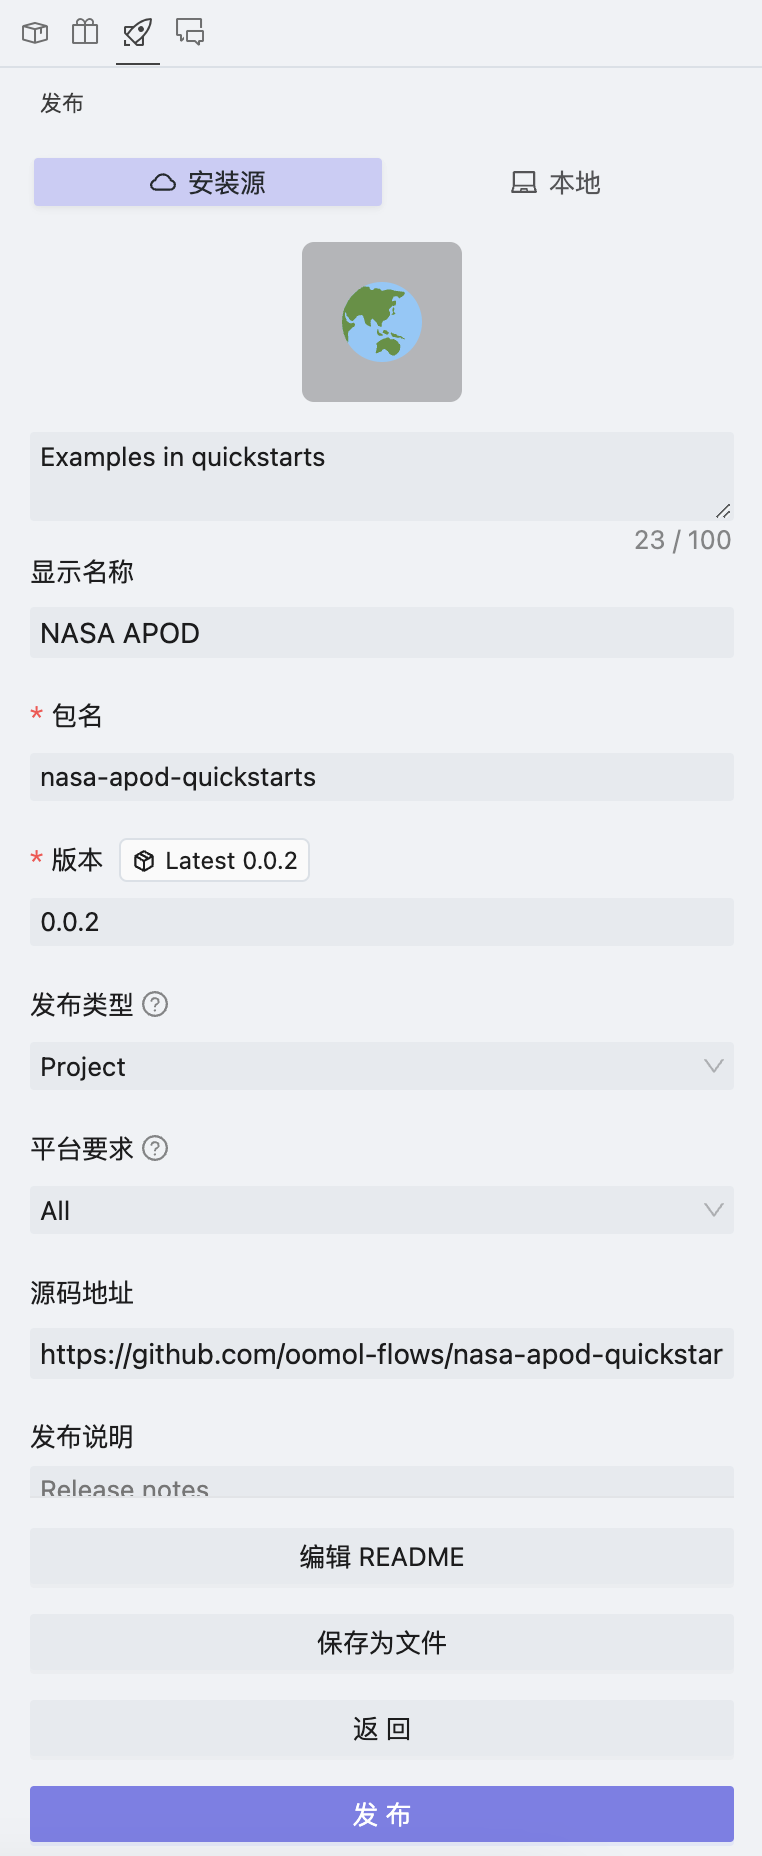 发布
安装源
本地
Examples in quickstarts
23 / 100
显示名称
NASA APOD
* 包名
nasa-apod-quickstarts
* 版本 Latest 0.0.2
0.0.2
发布类型 ?
Project
平台要求 ?
All
源码地址
https://github.com/oomol-flows/nasa-apod-quickstar
发布说明
Release notes
编辑 README
保存为文件
返 回
发 布